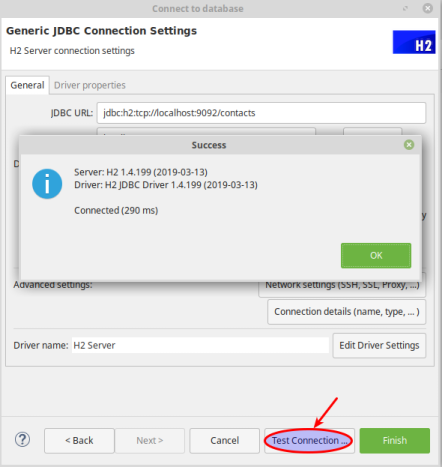 Connect to database
Generic JDBC Connection Settings
H2 Server connection settings
H2
General Driver properties
JDBC URL: jdbc:h2:tcp://localhost:9092/contacts
Success
Server: H2 1.4.199 (2019-03-13)
Driver: H2 JDBC Driver 1.4.199 (2019-03-13)
Connected (290 ms)
OK
Advanced settings: Network settings (SSH, SSL, Proxy, ...)
Connection details (name, type, ... )
Driver name: H2 Server Edit Driver Settings
? < Back Next > Cancel Test Connection ... Finish